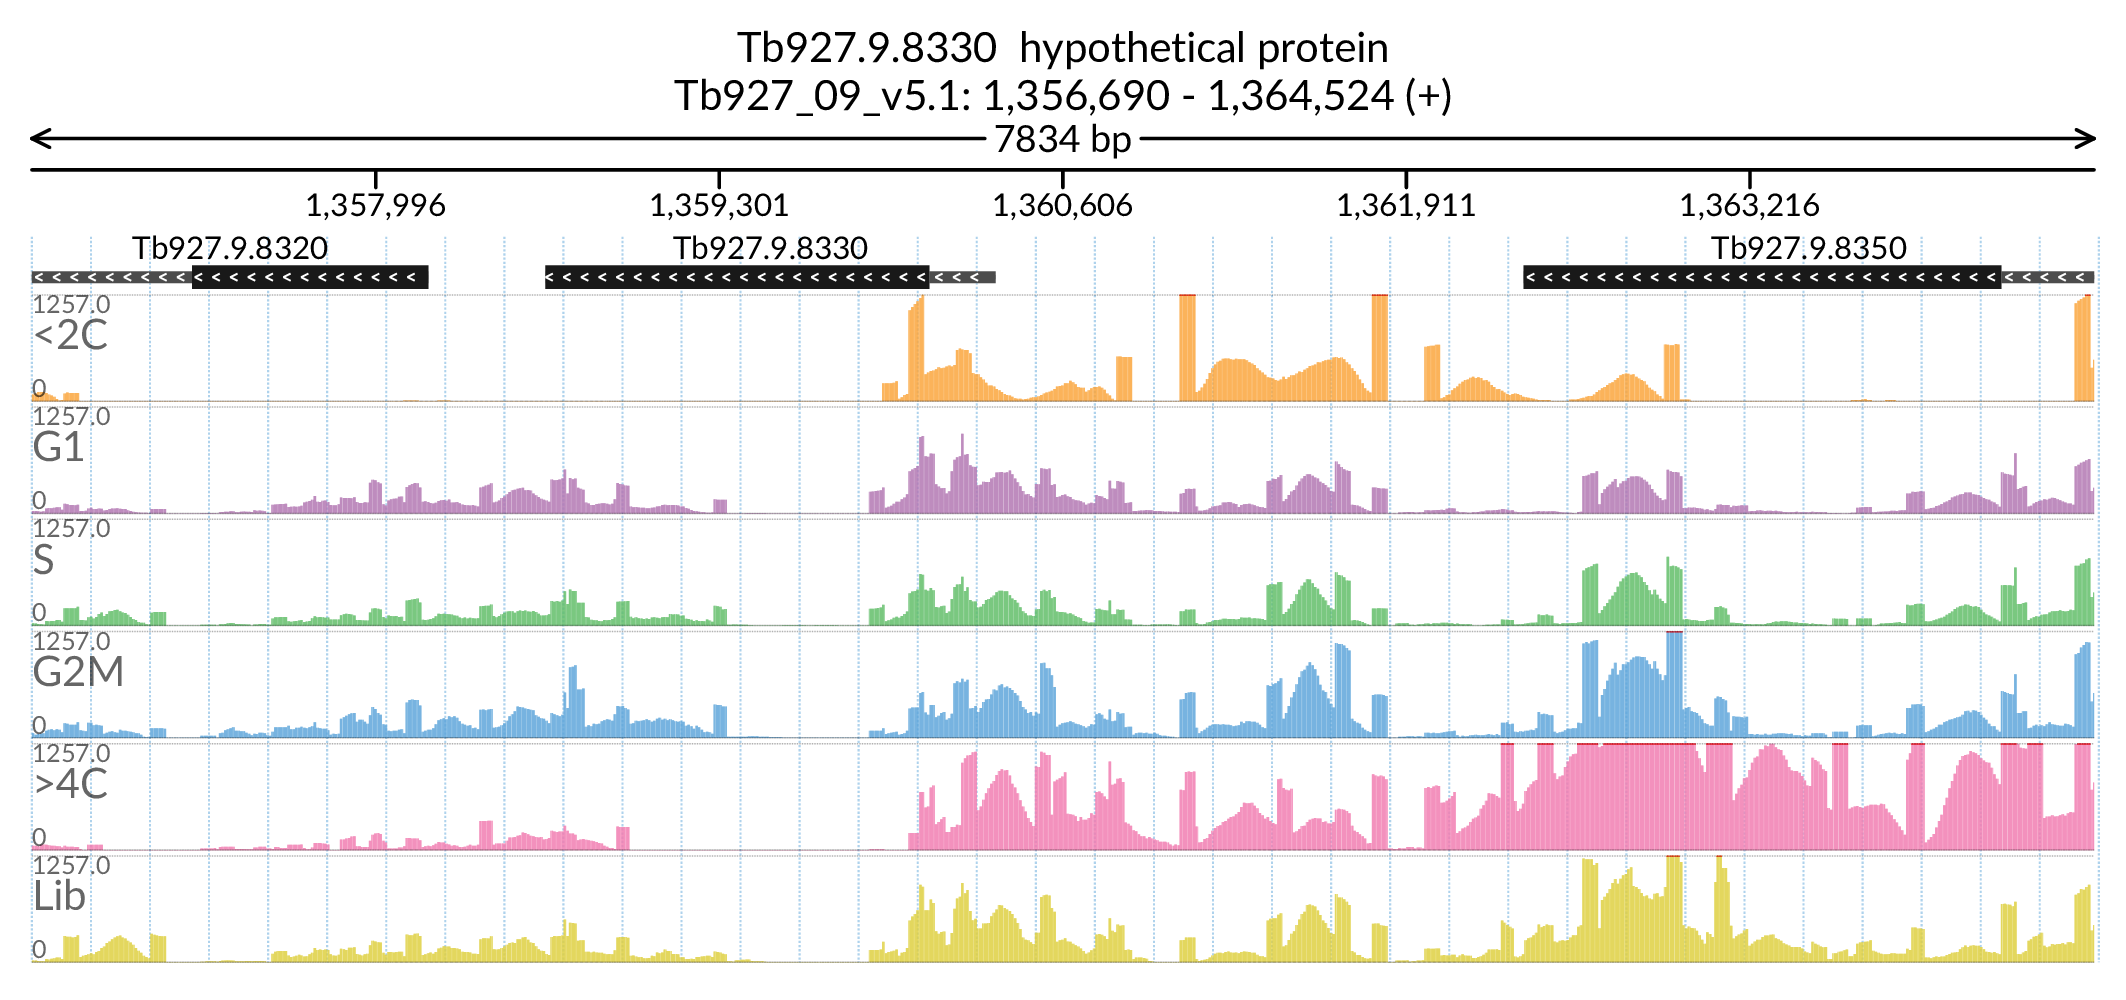 Tb927.9.8330 hypothetical protein
Tb927_09_v5.1: 1,356,690 - 1,364,524 (+)
7834 bp
1,357,996 1,359,301 1,360,606 1,361,911 1,363,216
Tb927.9.8320 Tb927.9.8330 Tb927.9.8350
1257.0
<2C
0
1257.0
G1
0
1257.0
S
0
1257.0
G2M
0
1257.0
>4C
0
1257.0
Lib
0